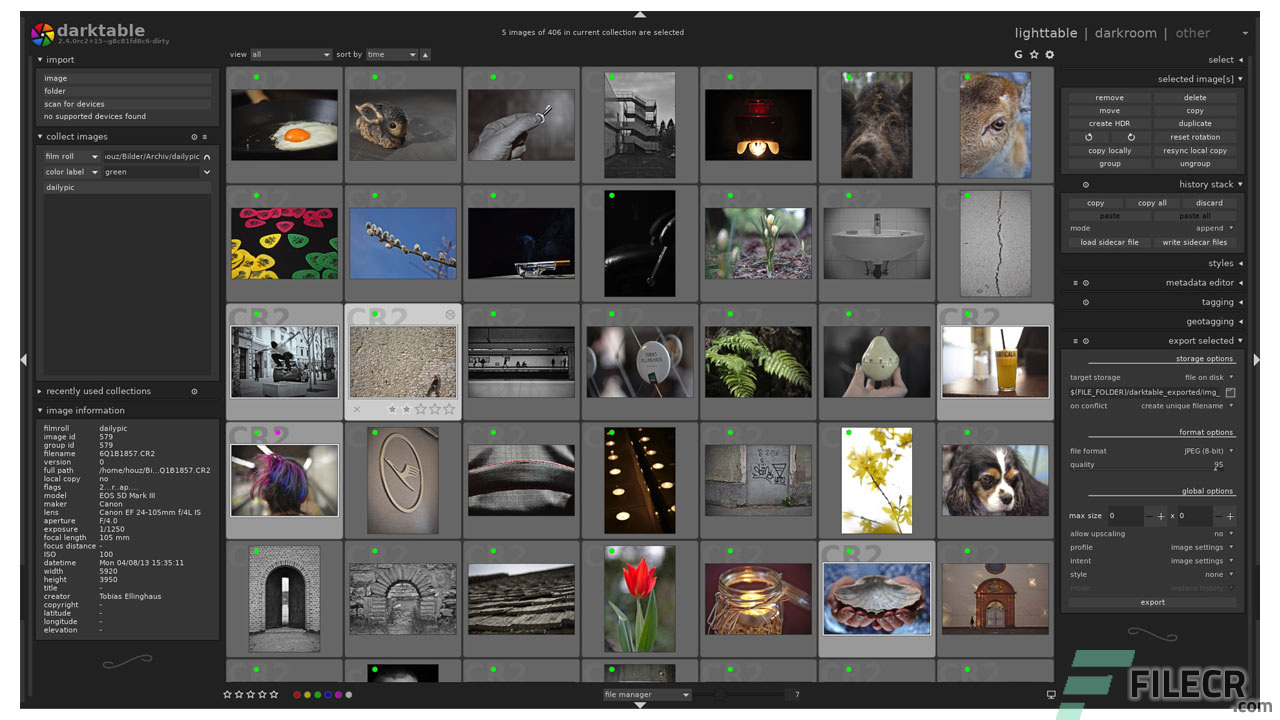 darktable
2.4.0rc2+15~g8c81fd8c6-dirty
5 images of 406 in current collection are selected
lighttable | darkroom | other
view all sort by time
G
import
image
folder
scan for devices
no supported devices found
collect images
film roll houz/Bilder/Archiv/dailypic
color label green
dailypic
recently used collections
image information
filmroll dailypic
image id 579
group id 579
filename 6Q1B1857.CR2
version 0
full path /home/houz/Bi...Q1B1857.CR2
local copy no
flags 2...r..ap....
model EOS 5D Mark III
maker Canon
lens Canon EF 24-105mm f/4L IS
aperture F/4.0
exposure 1/1250
focal length 105 mm
focus distance -
ISO 100
datetime Mon 04/08/13 15:35:11
width 5920
height 3950
title -
creator Tobias Ellinghaus
copyright -
latitude -
longitude -
elevation -
CR2
CR2
CR2
CR2
CR2
file manager
7
select
selected image[s]
remove delete
move copy
create HDR duplicate
reset rotation
copy locally resync local copy
group ungroup
history stack
copy copy all discard
paste paste all
mode append
load sidecar file write sidecar files
styles
metadata editor
tagging
geotagging
export selected
storage options
target storage file on disk
$(FILE_FOLDER)/darktable_exported/img_
on conflict create unique filename
format options
file format JPEG (8-bit)
quality 95
global options
max size 0 - + x 0 - +
allow upscaling no
profile image settings
intent image settings
style none
mode replace history
export
FILECR
.com